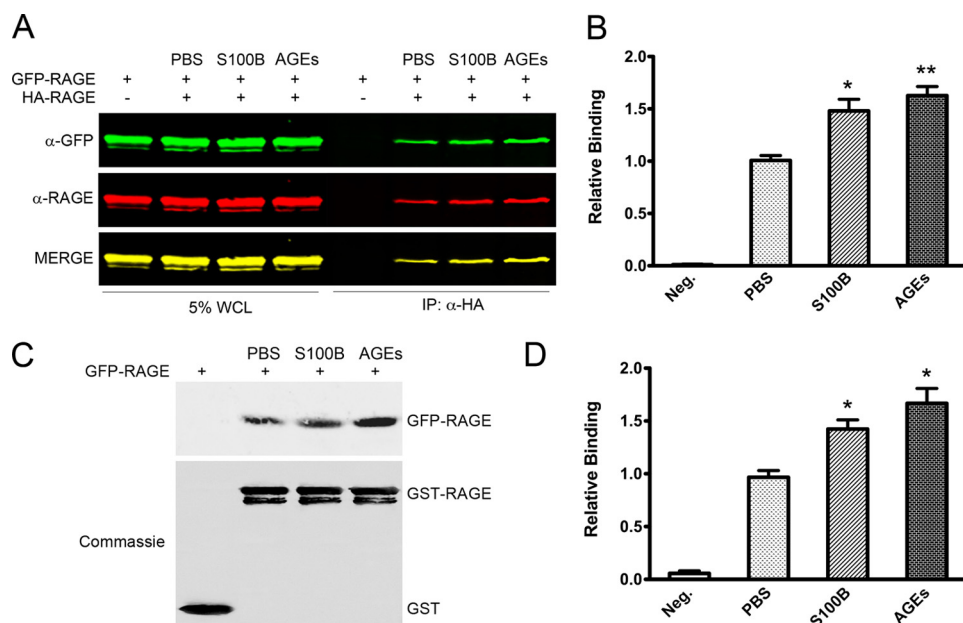 A
PBS S100B AGEs PBS S100B AGEs
GFP-RAGE + + + + + + + +
HA-RAGE - + + + - + + +
α-GFP
α-RAGE
MERGE
5% WCL IP: α-HA
B
Relative Binding
2.0
1.5
1.0
0.5
0.0
* **
Neg. PBS S100B AGEs
C
PBS S100B AGEs
GFP-RAGE + + + +
GFP-RAGE
GST-RAGE
Commassie
GST
D
Relative Binding
2.0
1.5
1.0
0.5
0.0
* *
Neg. PBS S100B AGEs